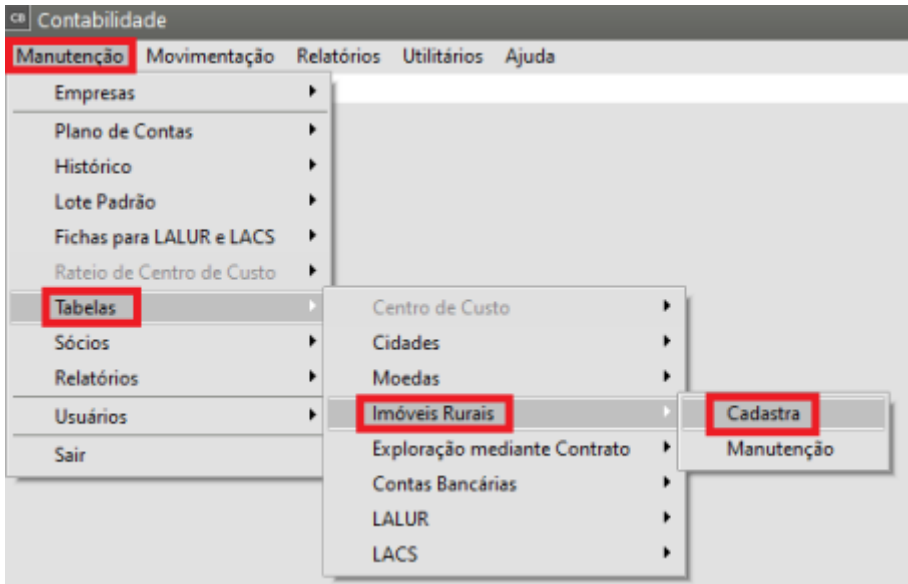 CB Contabilidade
Manutenção Movimentação Relatórios Utilitários Ajuda
Empresas
Plano de Contas
Histórico
Lote Padrão
Fichas para LALUR e LACS
Rateio de Centro de Custo
Tabelas
Sócios
Relatórios
Usuários
Sair
Centro de Custo
Cidades
Moedas
Imóveis Rurais
Exploração mediante Contrato
Contas Bancárias
LALUR
LACS
Cadastra
Manutenção